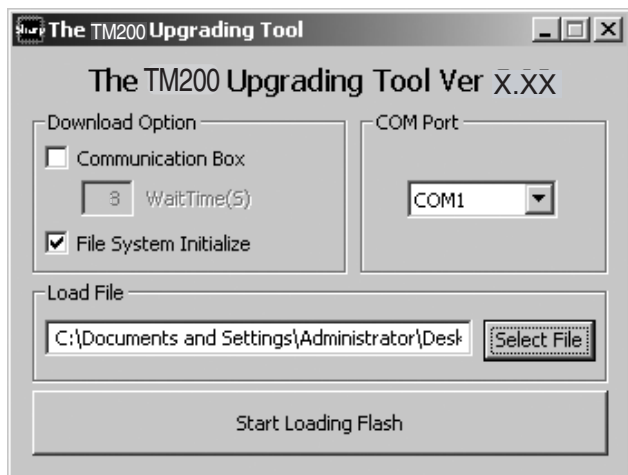 Sharp The TM200 Upgrading Tool
The TM200 Upgrading Tool Ver X.XX
Download Option
COM Port
Communication Box
3 WaitTime(S)
COM1
File System Initialize
Load File
C:\Documents and Settings\Administrator\Desk
Select File
Start Loading Flash